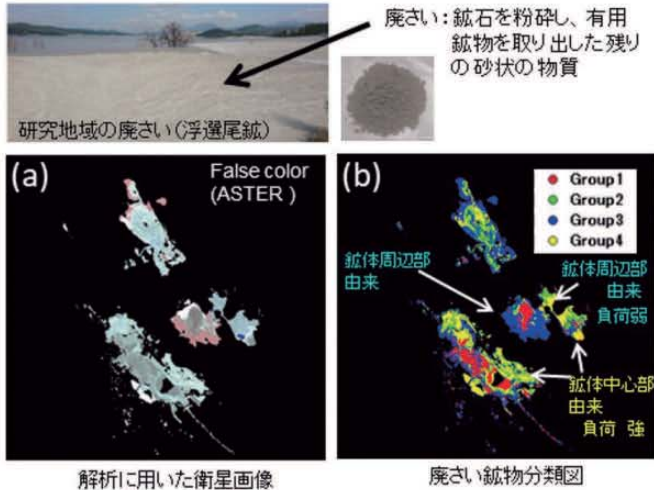 廃さい：鉱石を粉砕し、有用
鉱物を取り出した残り
の砂状の物質
研究地域の廃さい（浮選尾鉱）
(a)
False color
(ASTER )
(b)
Group1
Group2
Group3
Group4
鉱体周辺部
由来
鉱体周辺部
由来
負荷弱
鉱体中心部
由来
負荷 強
解析に用いた衛星画像
廃さい鉱物分類図